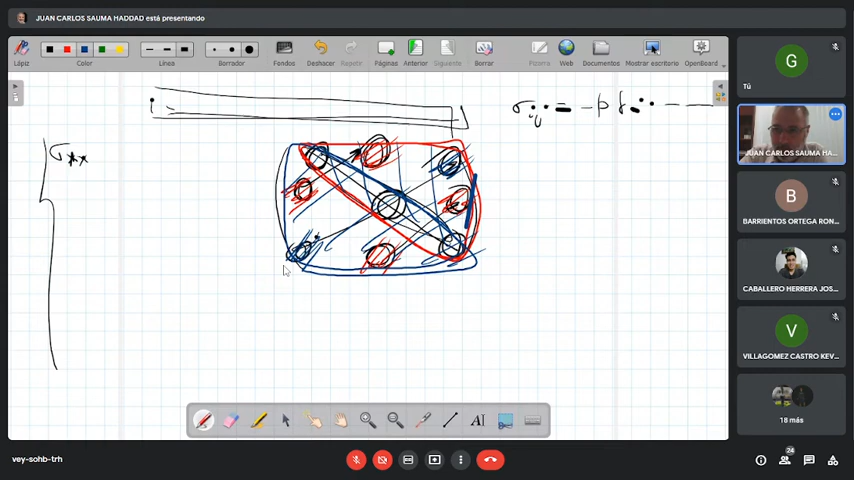 JUAN CARLOS SAUMA HADDAD está presentando
Lápiz
Color
Línea
Borrador
Fondos
Deshacer
Repetir
Páginas
Anterior
Siguiente
Borrar
Pizarra
Web
Documentos
Mostrar escritorio
OpenBoard
σxx
G
Tú
JUAN CARLOS SAUMA HA...
B
BARRIENTOS ORTEGA RON...
CABALLERO HERRERA JOS...
V
VILLAGOMEZ CASTRO KEV...
18 más
vey-sohb-trh
24